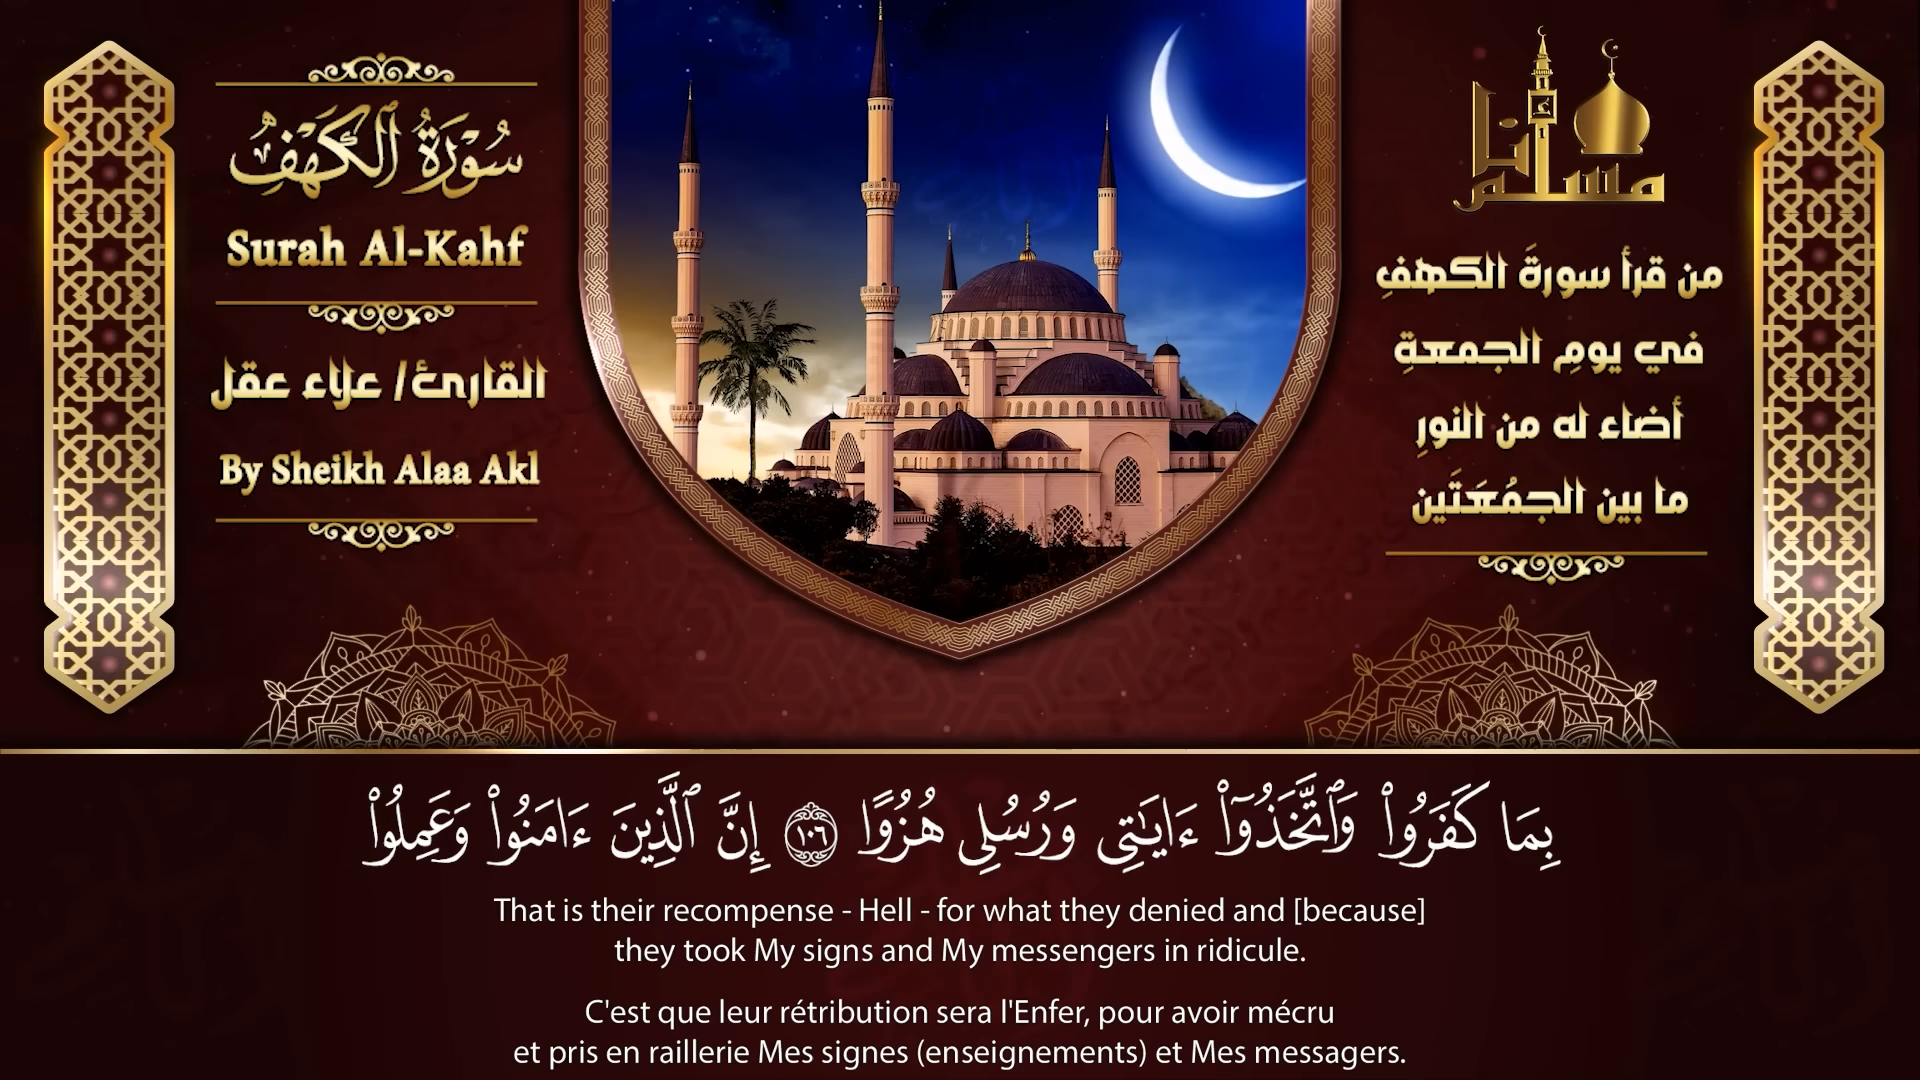 سُورَةُ ٱلْكَهْفِ
Surah Al-Kahf
القارئ/ علاء عقل
By Sheikh Alaa Akl
أنا
مسلم
من قرأ سورةَ الكهفِ
في يومِ الجمعةِ
أضاء له من النورِ
ما بين الجمُعَتَين
بِمَا كَفَرُوا۟ وَٱتَّخَذُوٓا۟ ءَايَـٰتِى وَرُسُلِى هُزُوًا ١٠٦ إِنَّ ٱلَّذِينَ ءَامَنُوا۟ وَعَمِلُوا۟
That is their recompense - Hell - for what they denied and [because]
they took My signs and My messengers in ridicule.
C'est que leur rétribution sera l'Enfer, pour avoir mécru
et pris en raillerie Mes signes (enseignements) et Mes messagers.